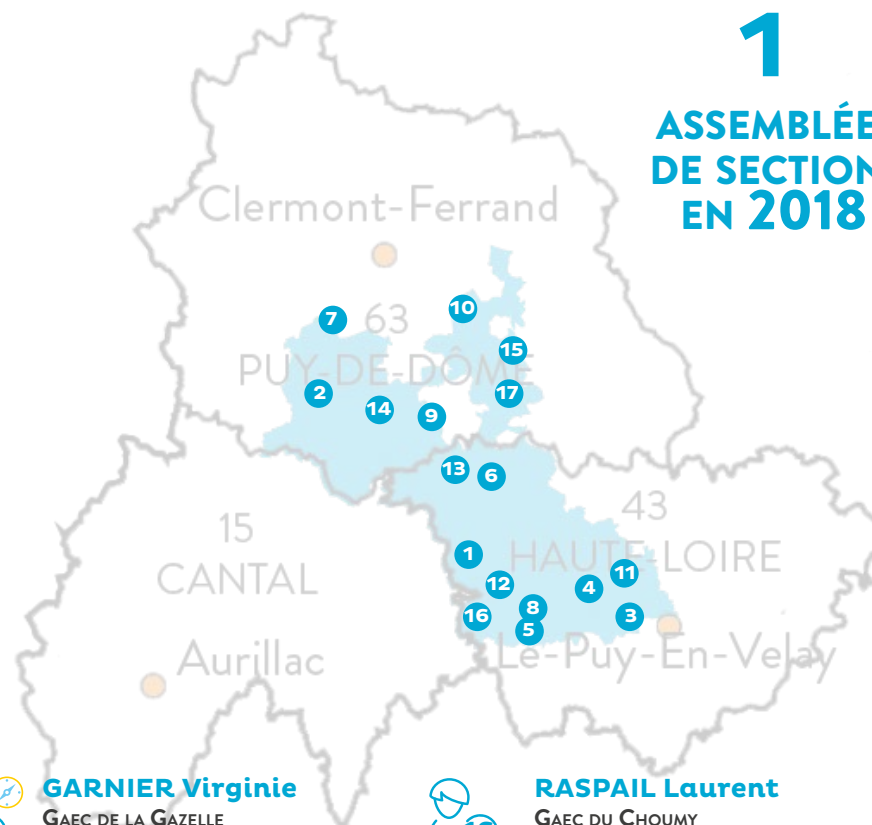 1
ASSEMBLÉE
DE SECTION
EN 2018
Clermont-Ferrand
7
63
10
PUY-DE-DÔME
15
2
14
9
17
13
6
43
HAUTE-LOIRE
15
CANTAL
1
12
4
11
16
8
5
3
Le-Puy-En-Velay
Aurillac
GARNIER Virginie
GAEC DE LA GAZELLE
RASPAIL Laurent
GAEC DU CHOUMY